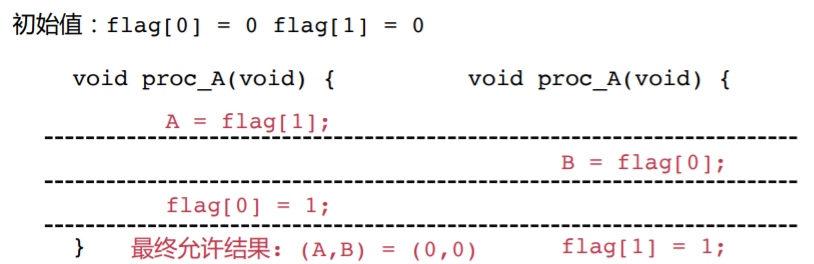 初始值：flag[0] = 0 flag[1] = 0
void proc_A(void) { void proc_A(void) {
A = flag[1];
B = flag[0];
flag[0] = 1;
} 最终允许结果：(A,B) = (0,0) flag[1] = 1;